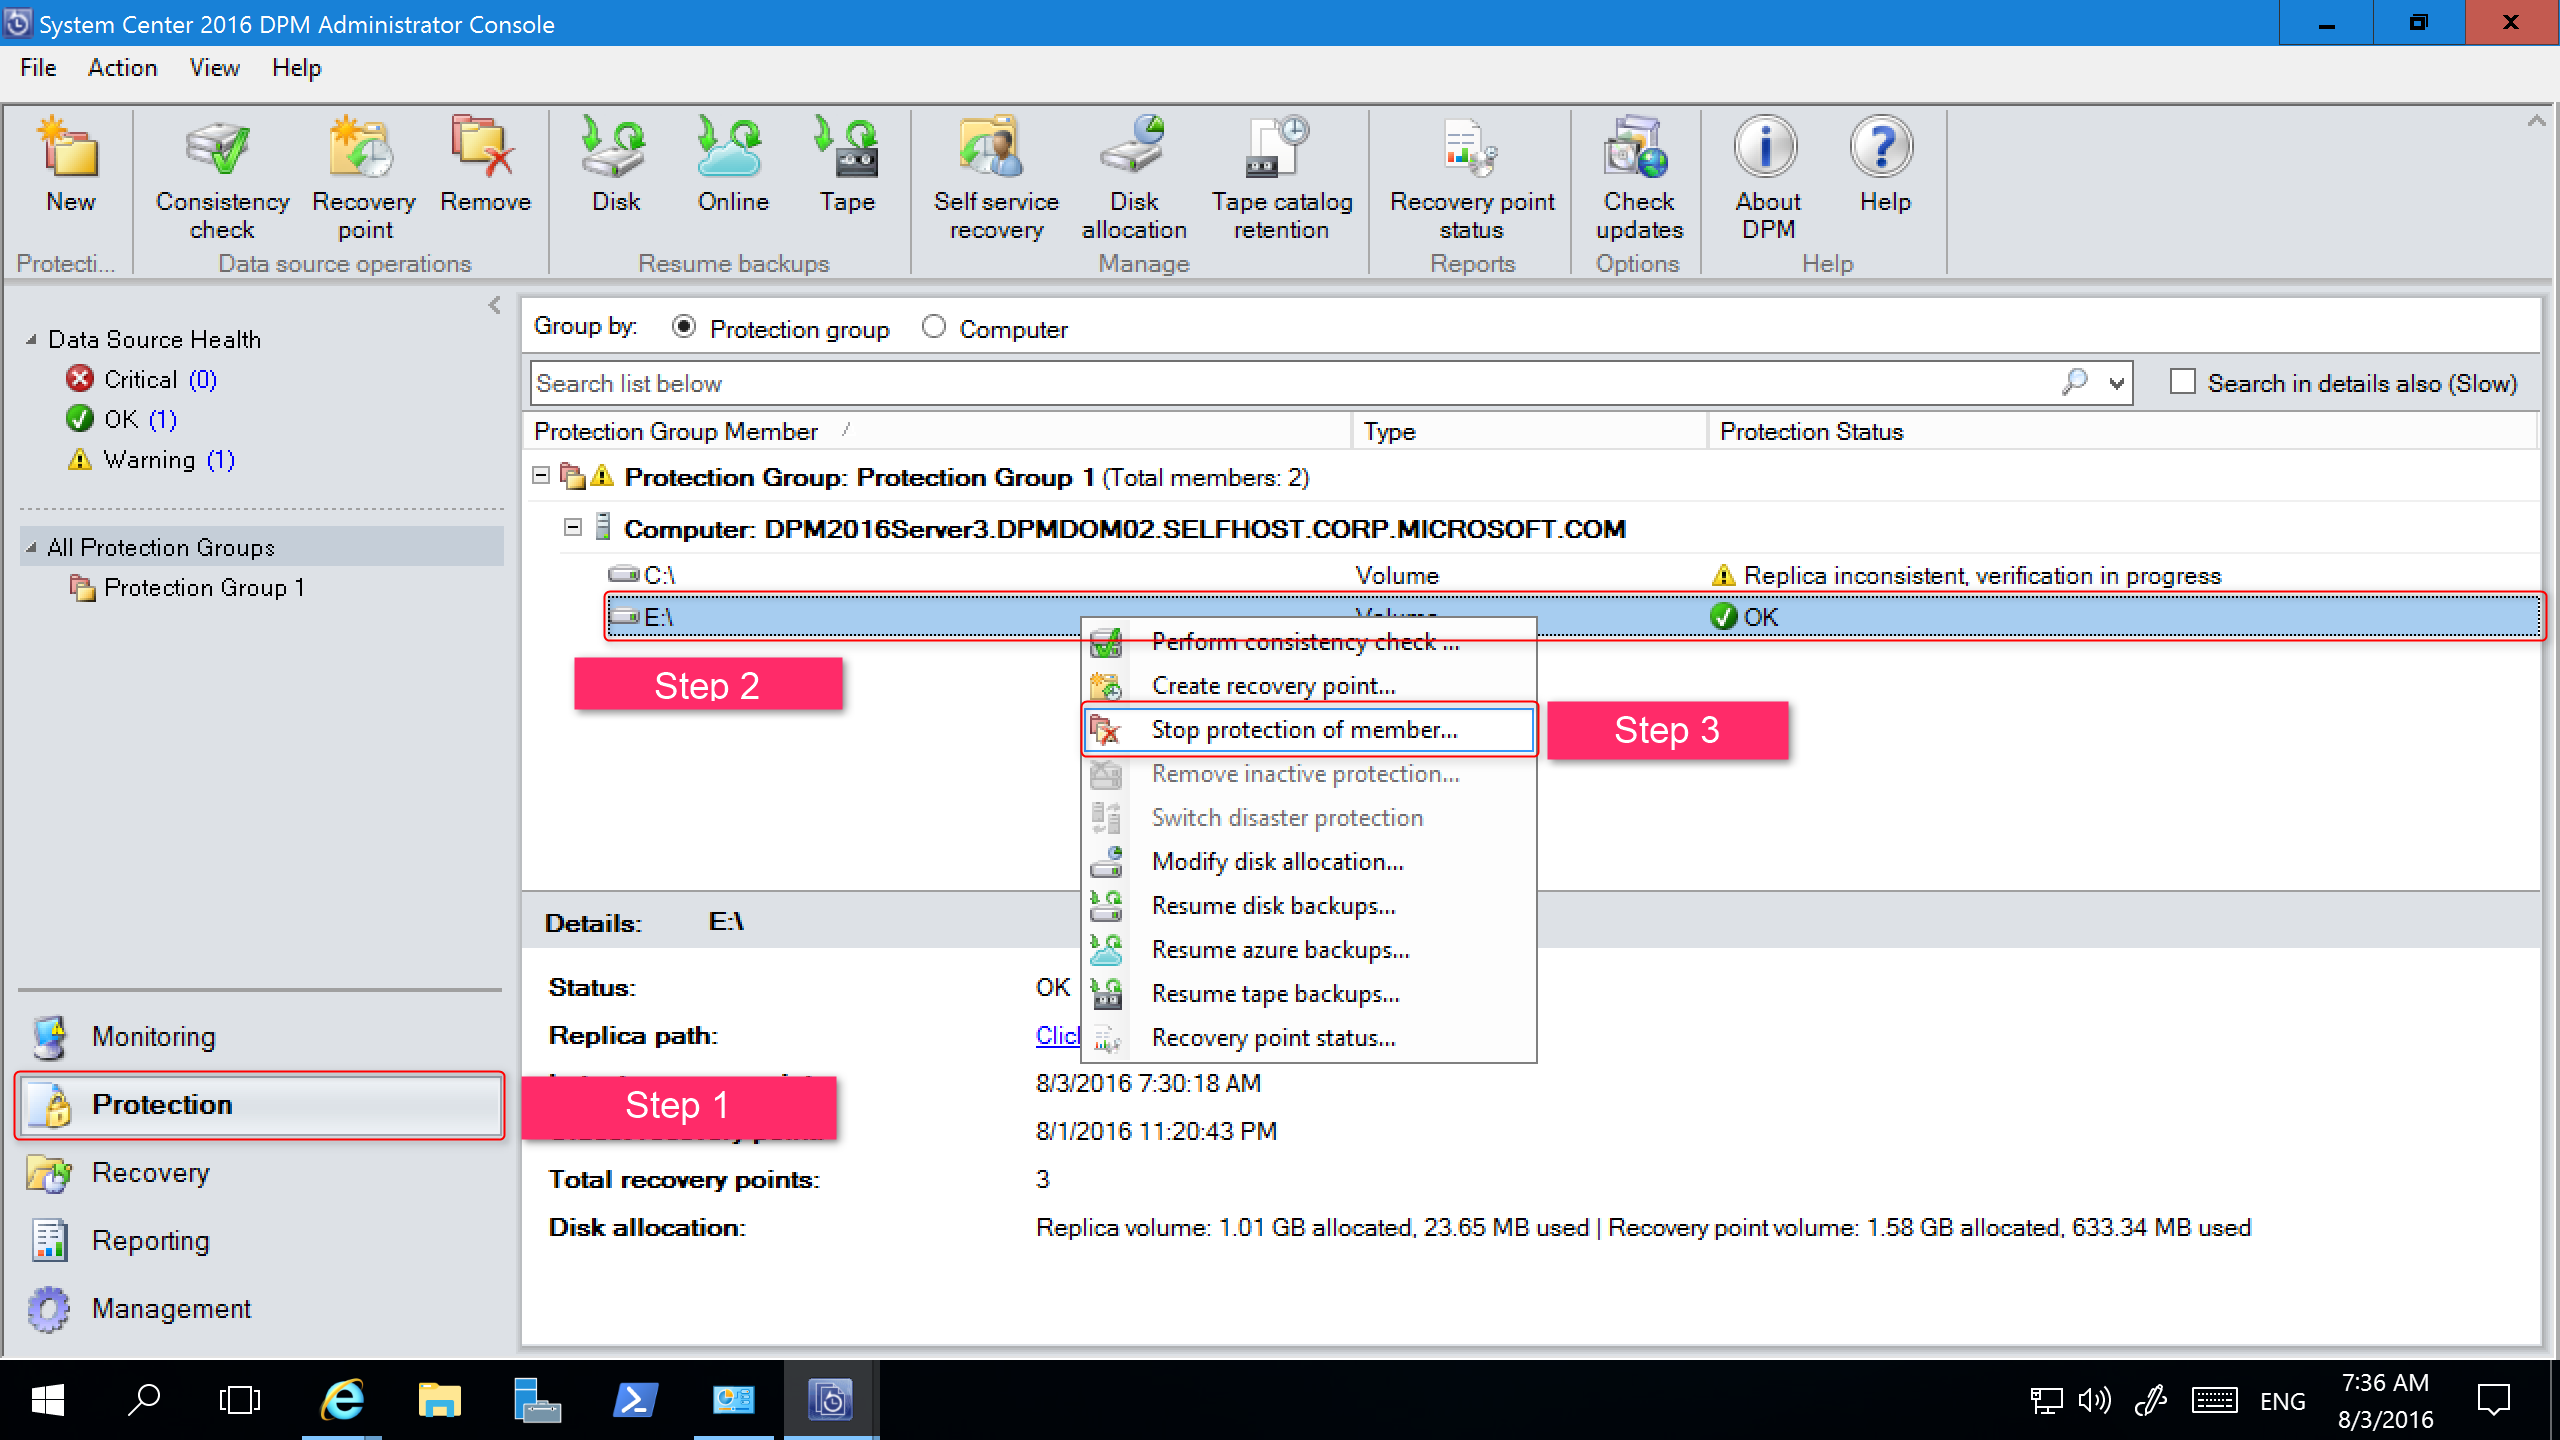 System Center 2016 DPM Administrator Console
File Action View Help
New
Consistency check
Recovery point
Remove
Disk
Online
Tape
Self service recovery
Disk allocation
Tape catalog retention
Recovery point status
Check updates
About DPM
Help
Protecti...
Data source operations
Resume backups
Manage
Reports
Options
Help
Data Source Health
Critical (0)
OK (1)
Warning (1)
All Protection Groups
Protection Group 1
Monitoring
Protection
Recovery
Reporting
Management
Group by: Protection group Computer
Search list below
Search in details also (Slow)
Protection Group Member / Type Protection Status
Protection Group: Protection Group 1 (Total members: 2)
Computer: DPM2016Server3.DPMDOM02.SELFHOST.CORP.MICROSOFT.COM
C:\ Volume Replica inconsistent, verification in progress
E:\ Volume OK
Perform consistency check ...
Create recovery point...
Stop protection of member...
Remove inactive protection...
Switch disaster protection
Modify disk allocation...
Resume disk backups...
Resume azure backups...
Resume tape backups...
Recovery point status...
Step 2
Step 3
Step 1
Details: E:\
Status: OK
Replica path:
8/3/2016 7:30:18 AM
8/1/2016 11:20:43 PM
Total recovery points: 3
Disk allocation: Replica volume: 1.01 GB allocated, 23.65 MB used | Recovery point volume: 1.58 GB allocated, 633.34 MB used
ENG
7:36 AM
8/3/2016